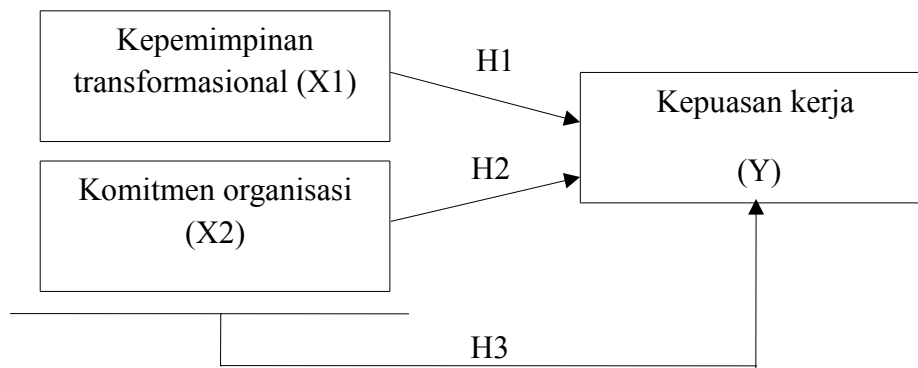 Kepemimpinan
transformasional (X1)
H1
Kepuasan kerja
(Y)
Komitmen organisasi
(X2)
H2
H3